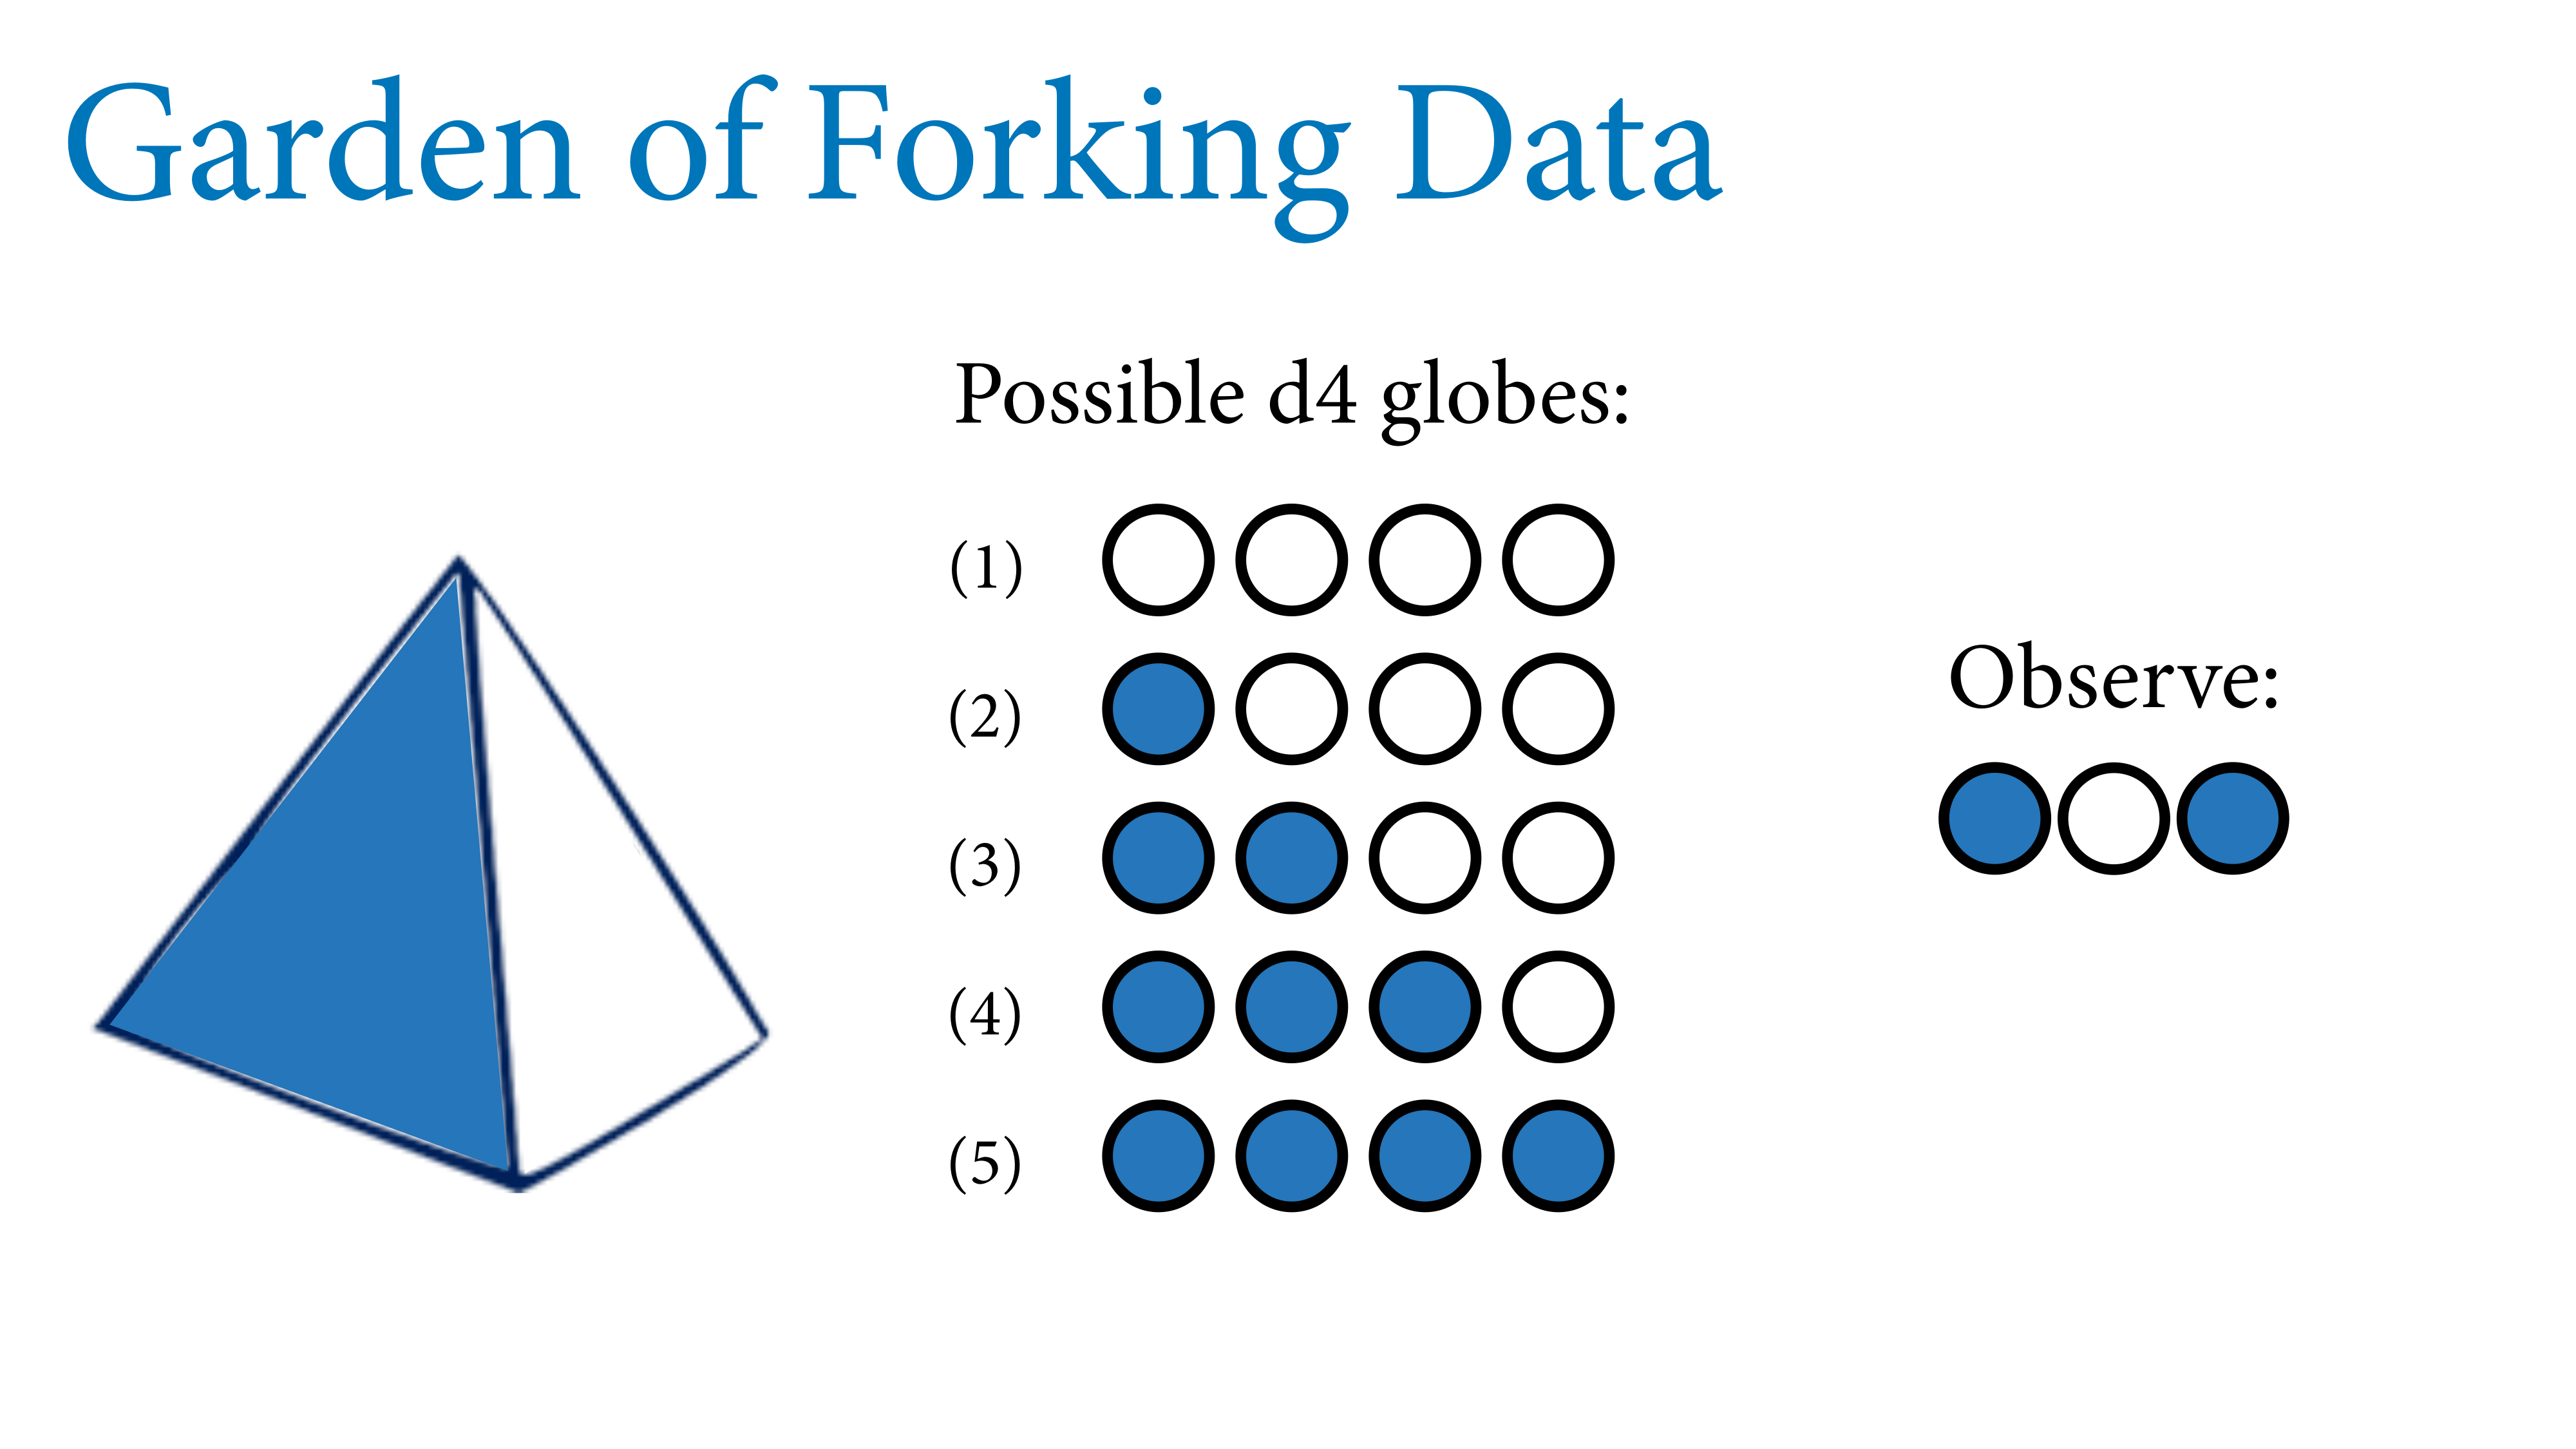 Garden of Forking Data
Possible d4 globes:
(1)
(2)
(3)
(4)
(5)
Observe: